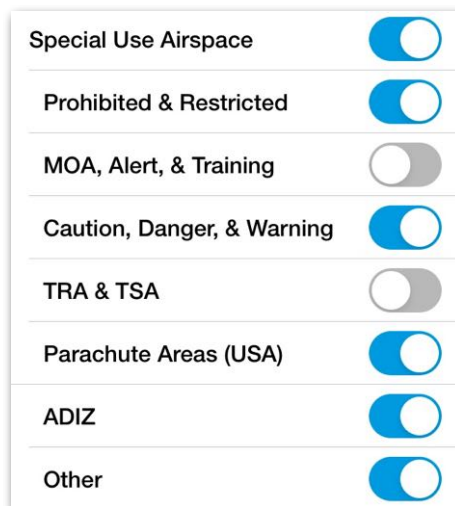 Special Use Airspace
Prohibited & Restricted
MOA, Alert, & Training
Caution, Danger, & Warning
TRA & TSA
Parachute Areas (USA)
ADIZ
Other